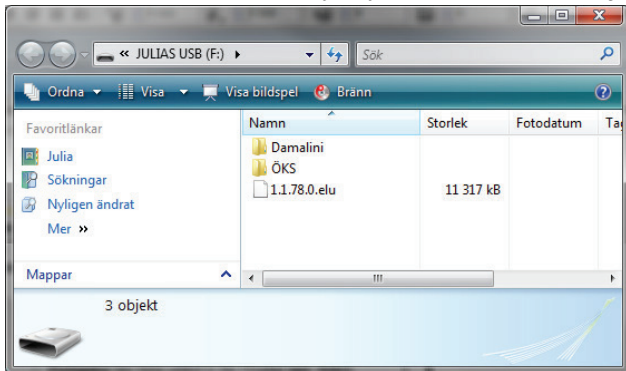 « JULIAS USB (F:)
Sök
Ordna Visa Visa bildspel Bränn
Favoritlänkar
Julia
Sökningar
Nyligen ändrat
Mer »
Mappar
Namn Storlek Fotodatum Ta
Damalini
ÖKS
1.1.78.0.elu 11 317 kB
3 objekt